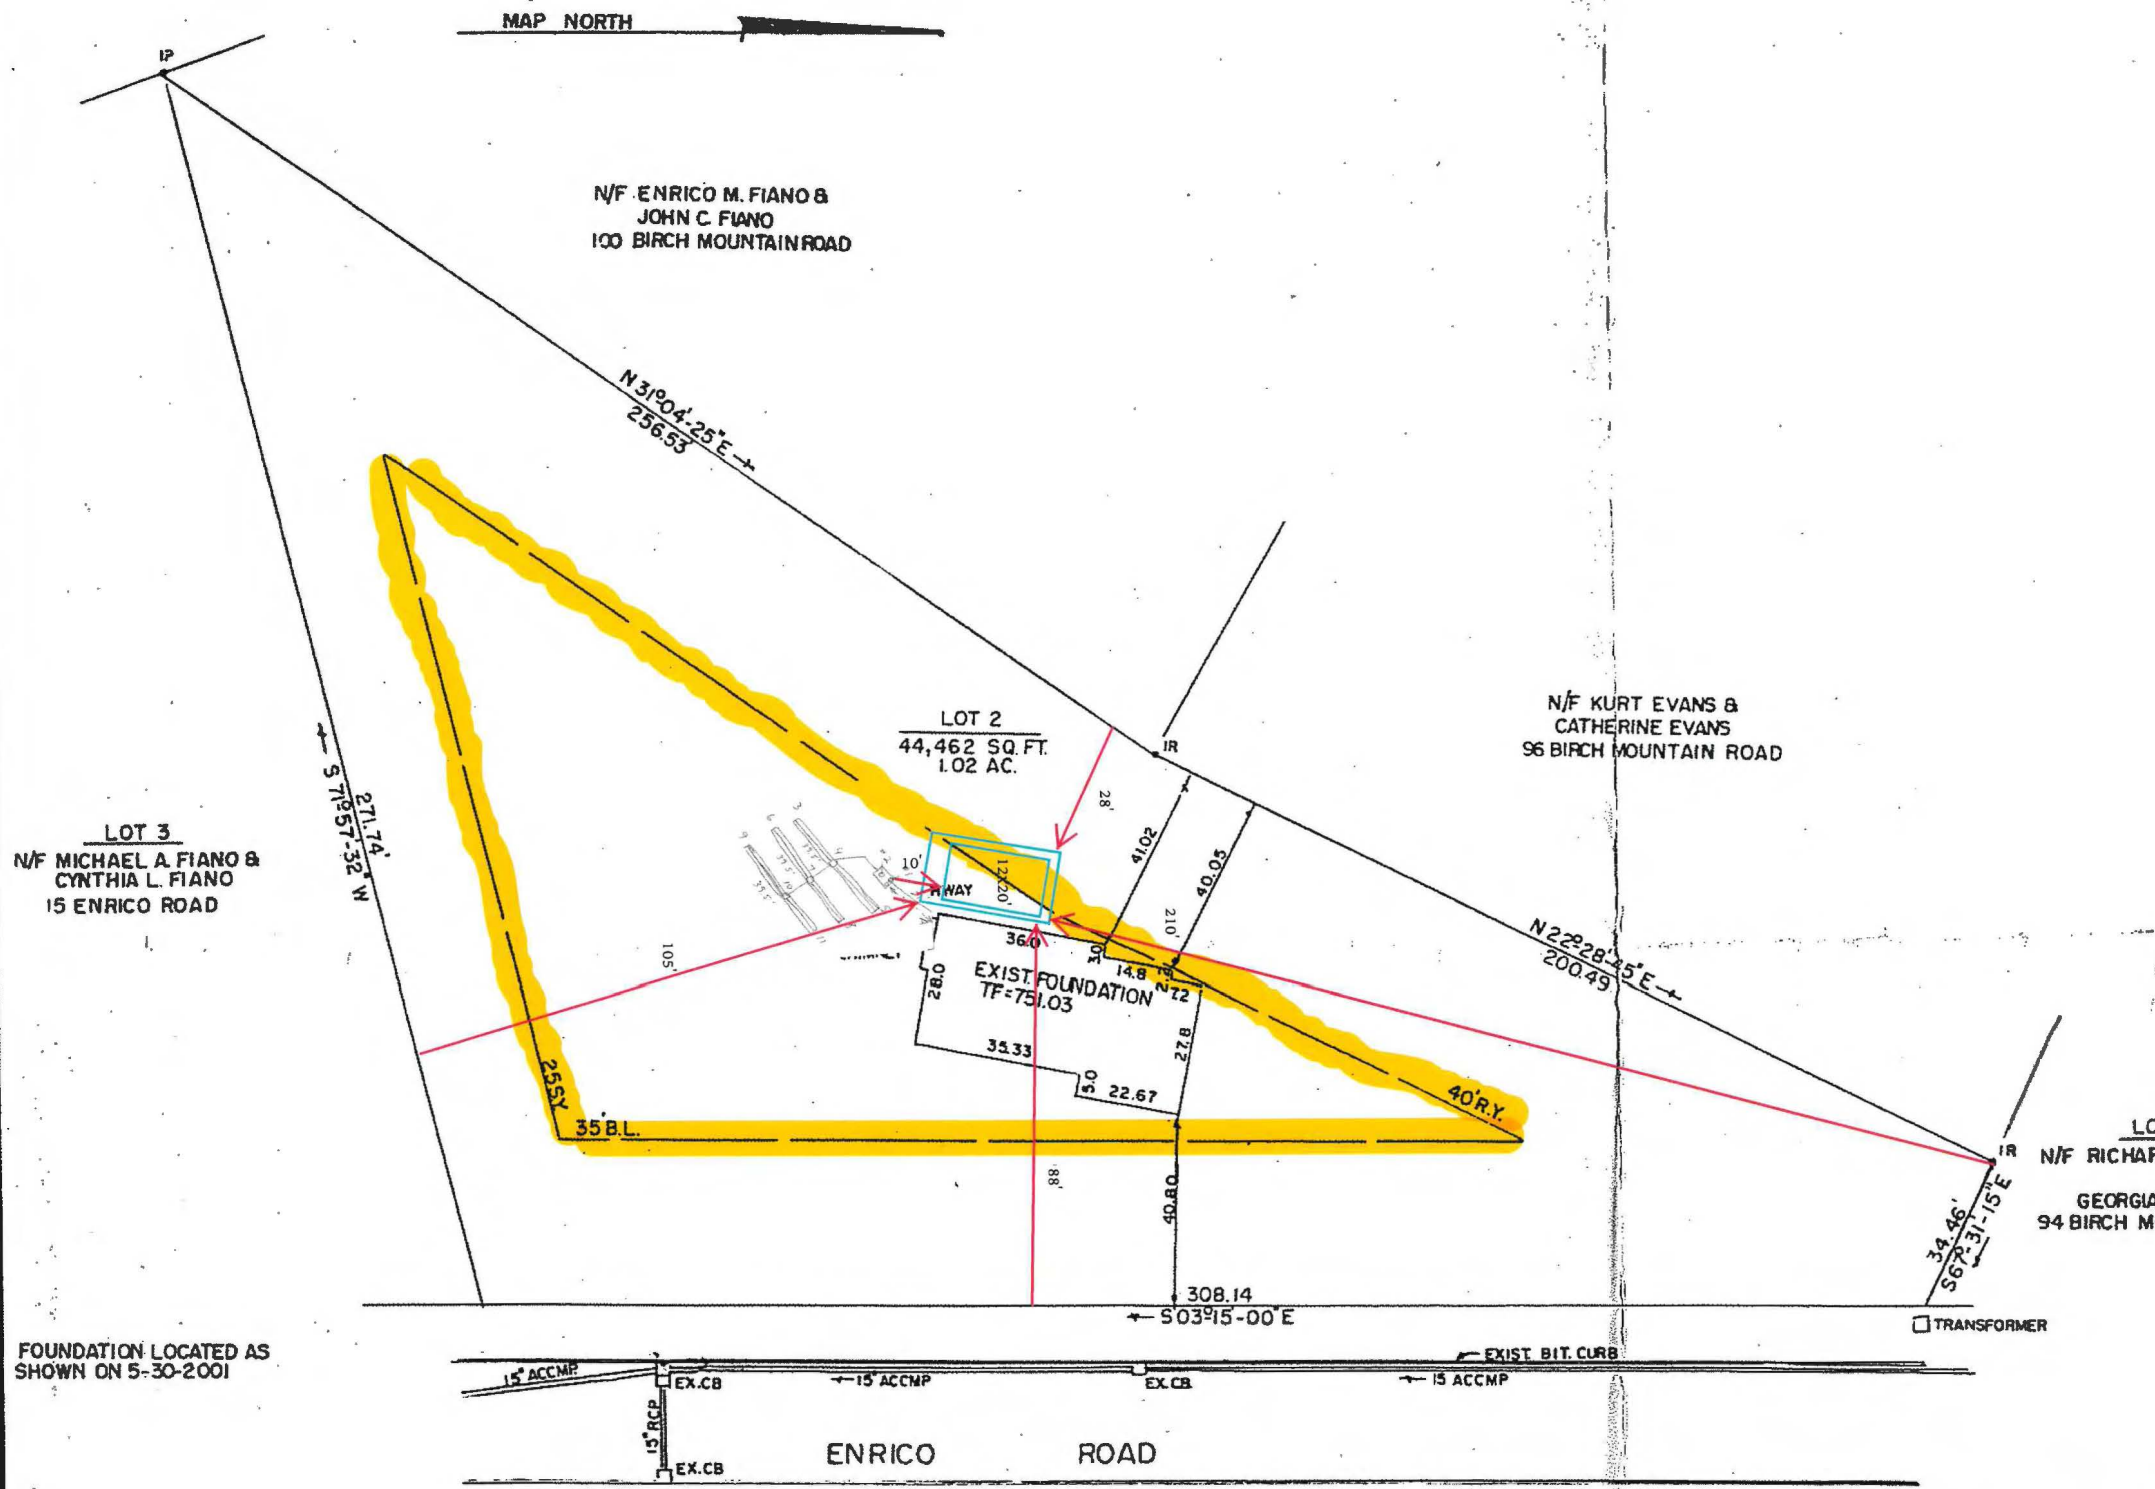 MAP NORTH
IP
N/F ENRICO M. FIANO &
JOHN C. FIANO
100 BIRCH MOUNTAIN ROAD
N 31°-04'-25" E
256.53
LOT 2
44,462 SQ. FT.
1.02 AC.
IR
N/F KURT EVANS &
CATHERINE EVANS
96 BIRCH MOUNTAIN ROAD
28'
41.02
40.05
S 71°-57'-32" W
271.74'
LOT 3
N/F MICHAEL A. FIANO &
CYNTHIA L. FIANO
15 ENRICO ROAD
10'
12X20'
HWAY
210'
N 22°-28'-45" E
200.49
105'
36.0
3.0
14.8
28.0
EXIST. FOUNDATION
TF=751.03
35.33
27.8
5.0
22.67
25'SY
35' B.L.
40' R.Y.
88'
40.80
IR
N/F RICHAR
GEORGIA
94 BIRCH M
34.46'
S 67°-31'-15" E
308.14
S 03°-15'-00" E
TRANSFORMER
FOUNDATION LOCATED AS
SHOWN ON 5-30-2001
EXIST. BIT. CURB
15" ACCMP
EX.CB
15" ACCMP
EX.CB
15 ACCMP
15" RCP
EX.CB
ENRICO ROAD